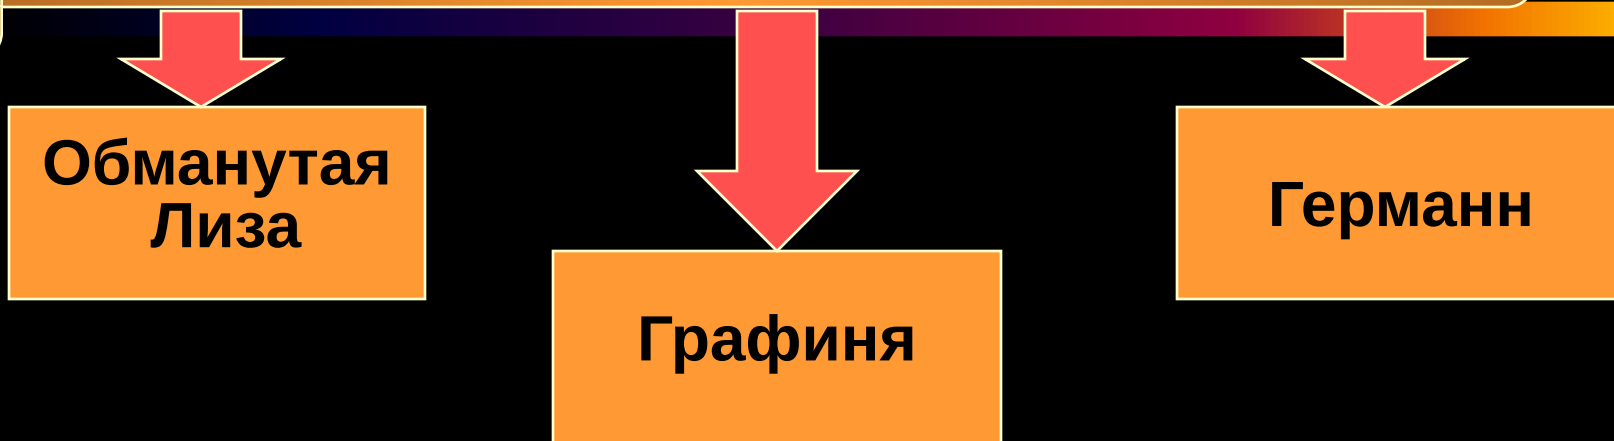 Обманутая
Лиза
Графиня
Германн